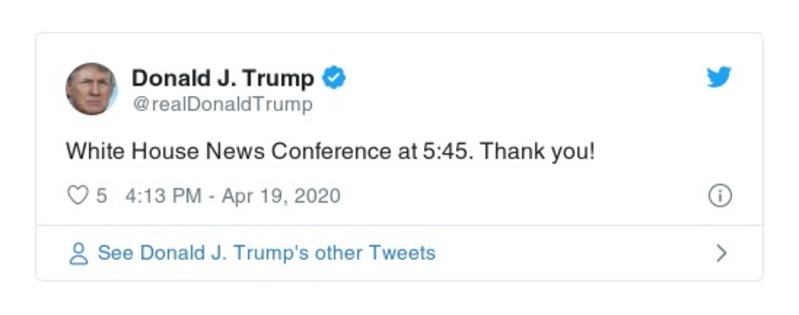 Donald J. Trump
@realDonaldTrump
White House News Conference at 5:45. Thank you!
5 4:13 PM - Apr 19, 2020
See Donald J. Trump's other Tweets